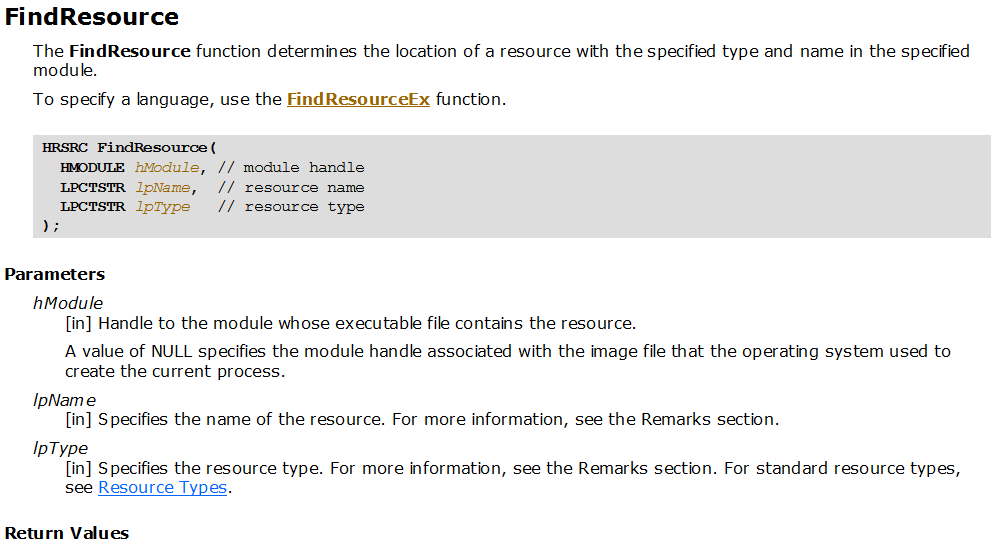 FindResource
The FindResource function determines the location of a resource with the specified type and name in the specified
module.
To specify a language, use the FindResourceEx function.
HRSRC FindResource(
  HMODULE hModule, // module handle
  LPCTSTR lpName,  // resource name
  LPCTSTR lpType   // resource type
);
Parameters
hModule
[in] Handle to the module whose executable file contains the resource.
A value of NULL specifies the module handle associated with the image file that the operating system used to
create the current process.
lpName
[in] Specifies the name of the resource. For more information, see the Remarks section.
lpType
[in] Specifies the resource type. For more information, see the Remarks section. For standard resource types,
see Resource Types.
Return Values